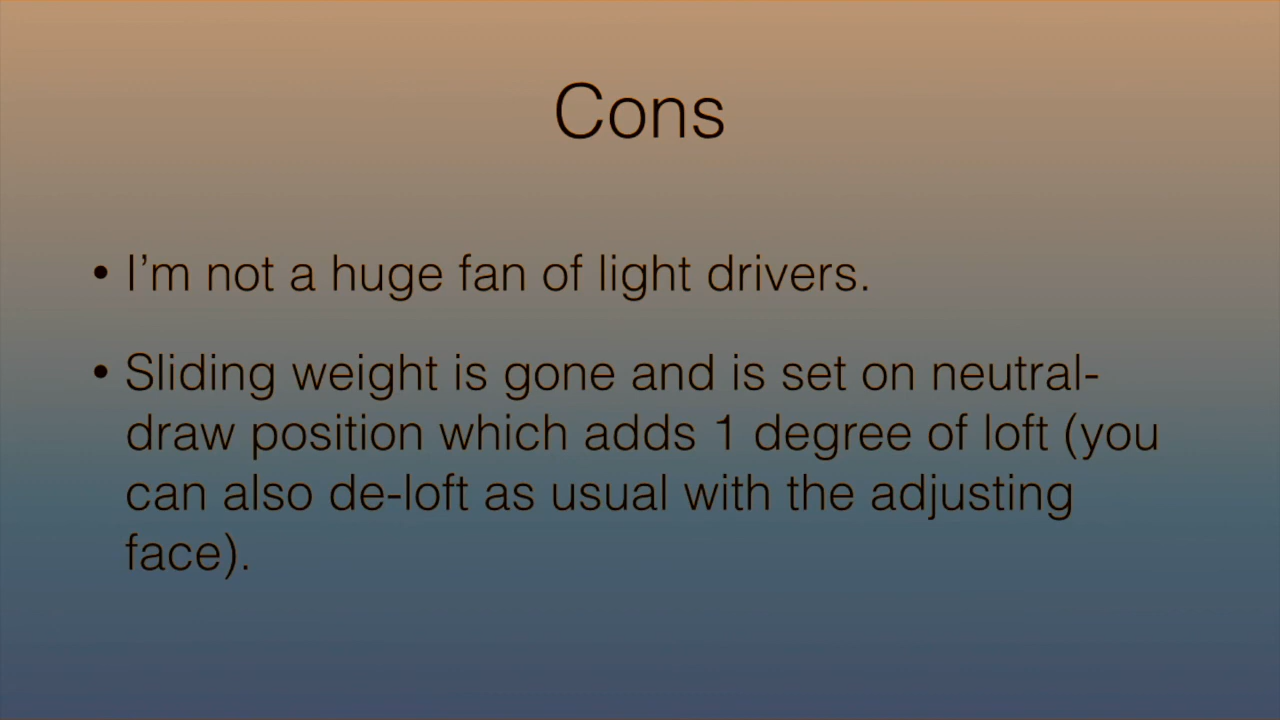 Cons
• I’m not a huge fan of light drivers.
• Sliding weight is gone and is set on neutral-
draw position which adds 1 degree of loft (you
can also de-loft as usual with the adjusting
face).